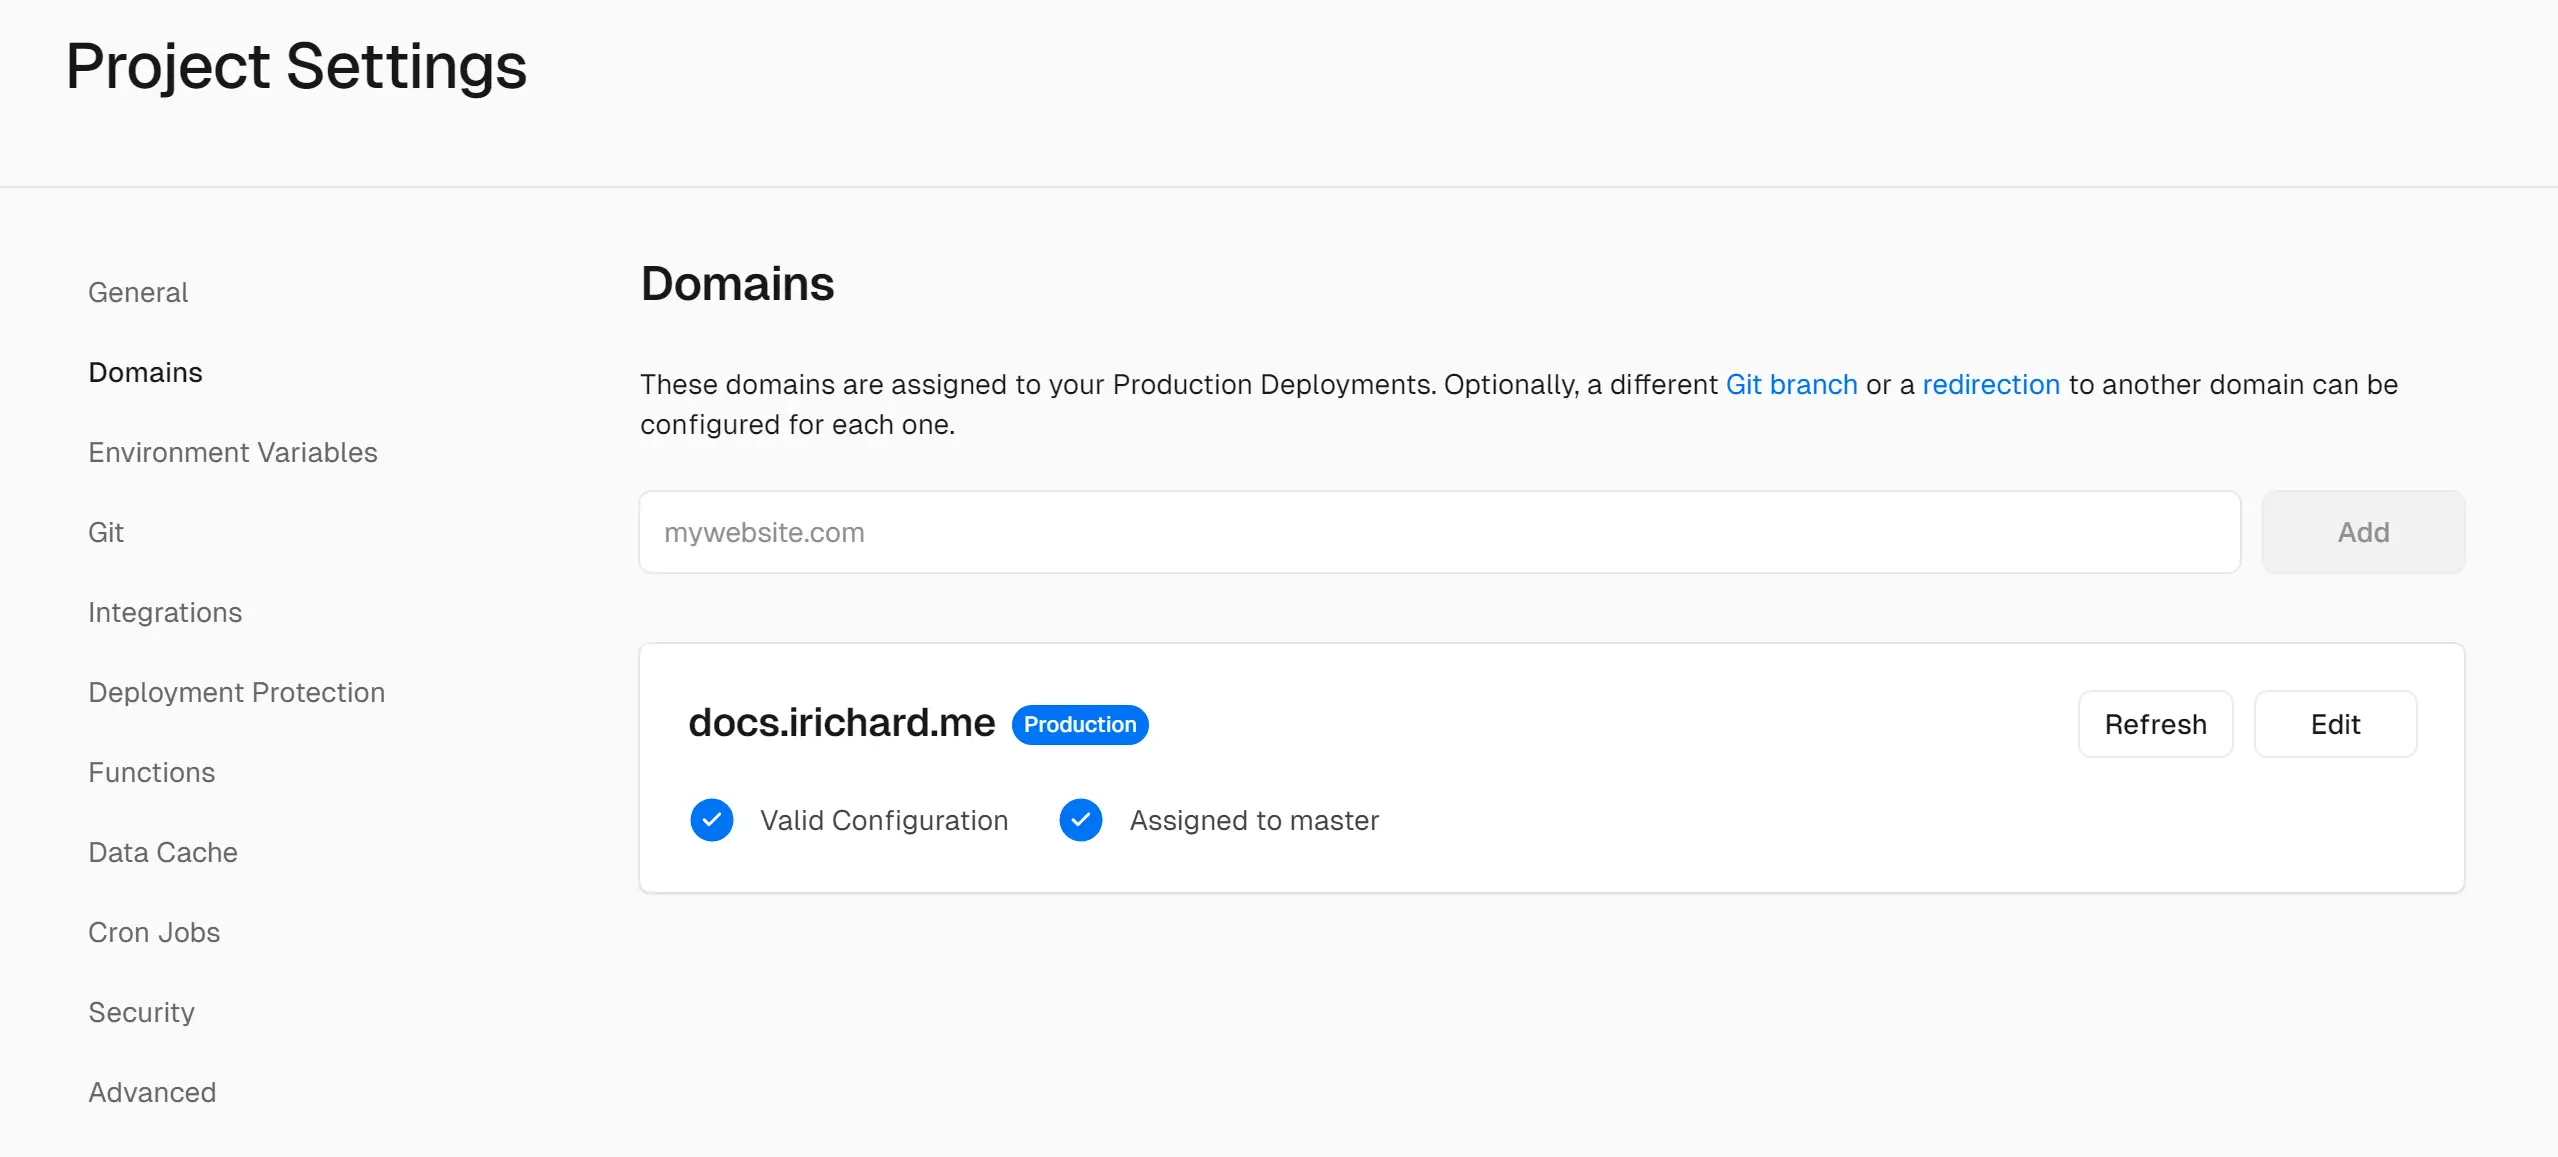 Project Settings
General
Domains
Environment Variables
Git
Integrations
Deployment Protection
Functions
Data Cache
Cron Jobs
Security
Advanced
Domains
These domains are assigned to your Production Deployments. Optionally, a different Git branch or a redirection to another domain can be
configured for each one.
mywebsite.com
Add
docs.irichard.me Production
Refresh
Edit
Valid Configuration
Assigned to master